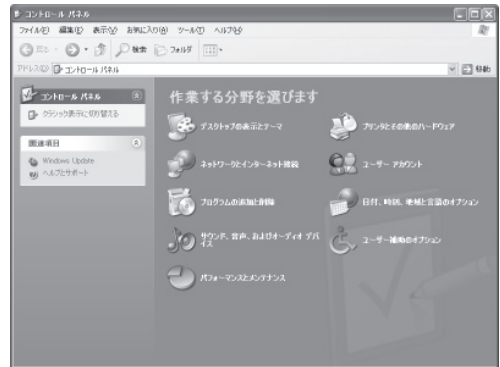 コントロール パネル
ファイル(F) 編集(E) 表示(V) お気に入り(A) ツール(T) ヘルプ(H)
戻る 検索 フォルダ
アドレス(D) コントロール パネル 移動
コントロール パネル
クラシック表示に切り替える
関連項目
Windows Update
ヘルプとサポート
作業する分野を選びます
デスクトップの表示とテーマ
プリンタとその他のハードウェア
ネットワークとインターネット接続
ユーザー アカウント
プログラムの追加と削除
日付、時刻、地域と言語のオプション
サウンド、音声、およびオーディオ デバ
イス
ユーザー補助のオプション
パフォーマンスとメンテナンス